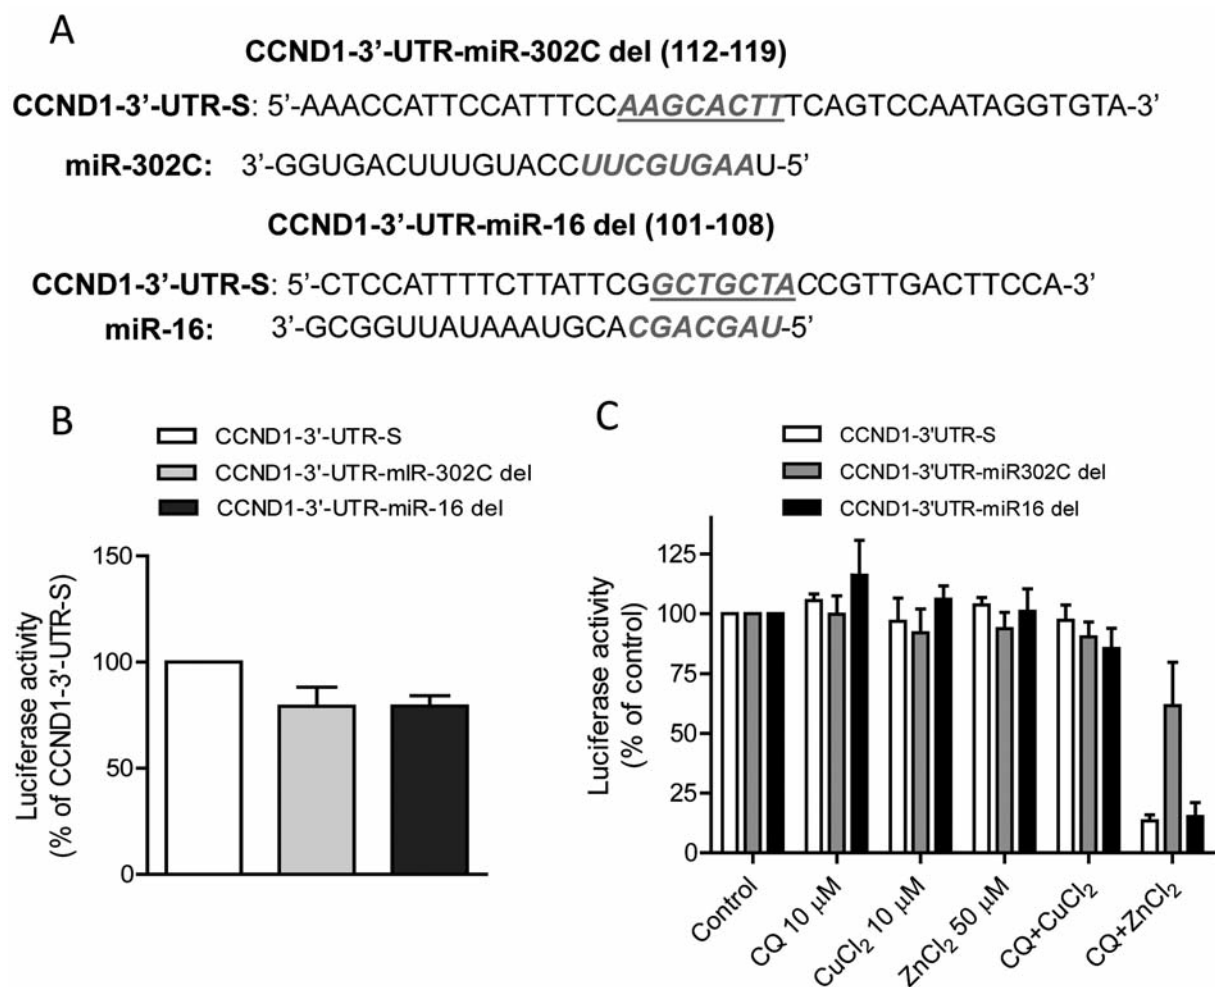 A
CCND1-3’-UTR-miR-302C del (112-119)
CCND1-3’-UTR-S: 5’-AAACCATTCCATTTCCAAGCACTTTCAGTCCAATAGGTGTA-3’
miR-302C: 3’-GGUGACUUUGUACCUUCGUGAAU-5’
CCND1-3’-UTR-miR-16 del (101-108)
CCND1-3’-UTR-S: 5’-CTCCATTTTCTTATTCGGCTGCTACCGTTGACTTCCA-3’
miR-16: 3’-GCGGUUAUAAAUGCACGACGAU-5’
B
CCND1-3'-UTR-S
CCND1-3'-UTR-mIR-302C del
CCND1-3'-UTR-miR-16 del
Luciferase activity
(% of CCND1-3'-UTR-S)
150
100
50
0
C
CCND1-3'UTR-S
CCND1-3'UTR-miR302C del
CCND1-3'UTR-miR16 del
Luciferase activity
(% of control)
125
100
75
50
25
0
Control
CQ 10 μM
CuCl₂ 10 μM
ZnCl₂ 50 μM
CQ+CuCl₂
CQ+ZnCl₂